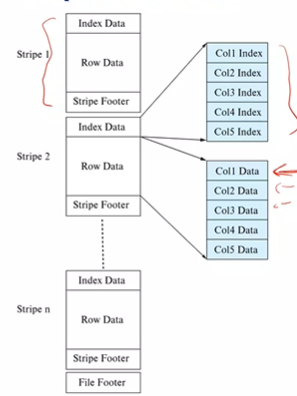 Index Data
Stripe 1
Row Data
Stripe Footer
Index Data
Stripe 2
Row Data
Stripe Footer
Col1 Index
Col2 Index
Col3 Index
Col4 Index
Col5 Index
Col1 Data
Col2 Data
Col3 Data
Col4 Data
Col5 Data
Index Data
Stripe n
Row Data
Stripe Footer
File Footer